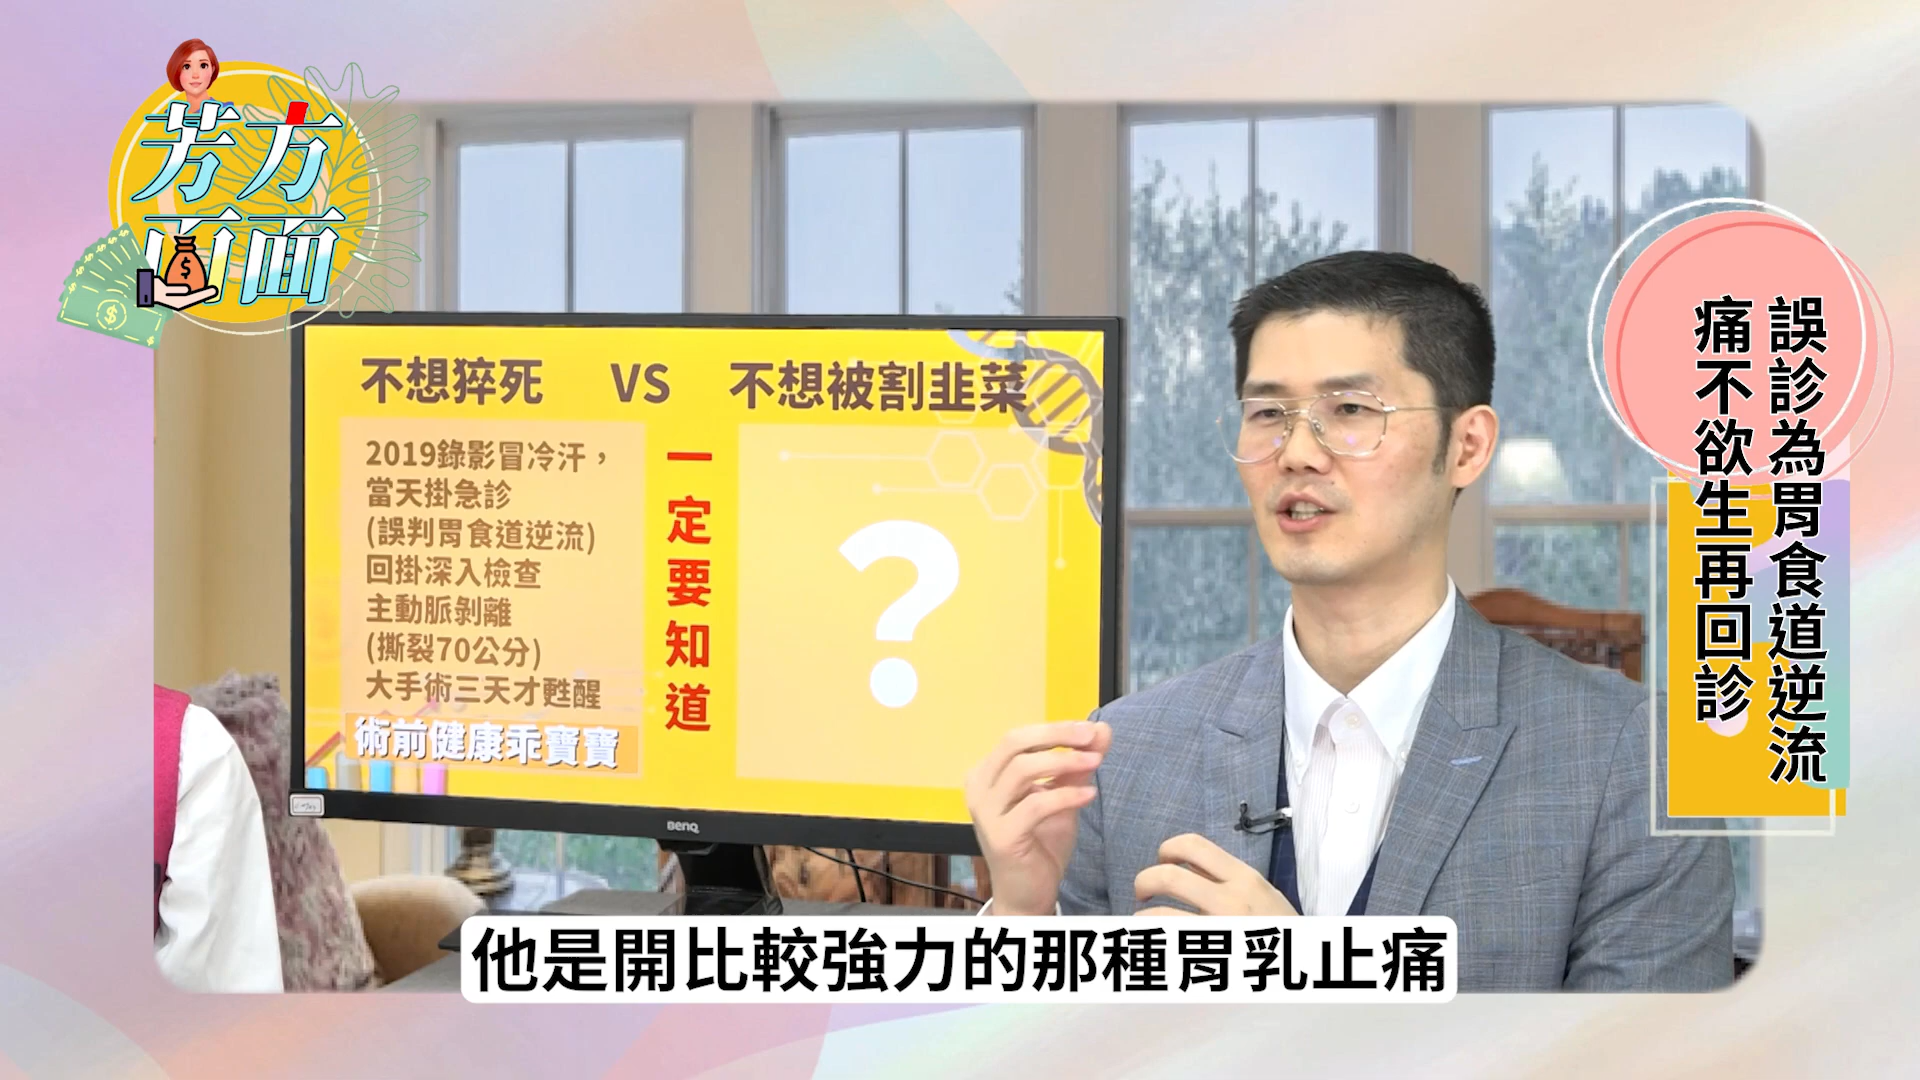 芳方
面面
不想猝死 VS 不想被割韭菜
2019錄影冒冷汗，
當天掛急診
(誤判胃食道逆流)
回掛深入檢查
主動脈剝離
(撕裂70公分)
大手術三天才甦醒
術前健康乖寶寶
一定要知道
?
BenQ
誤診為胃食道逆流
痛不欲生再回診
他是開比較強力的那種胃乳止痛